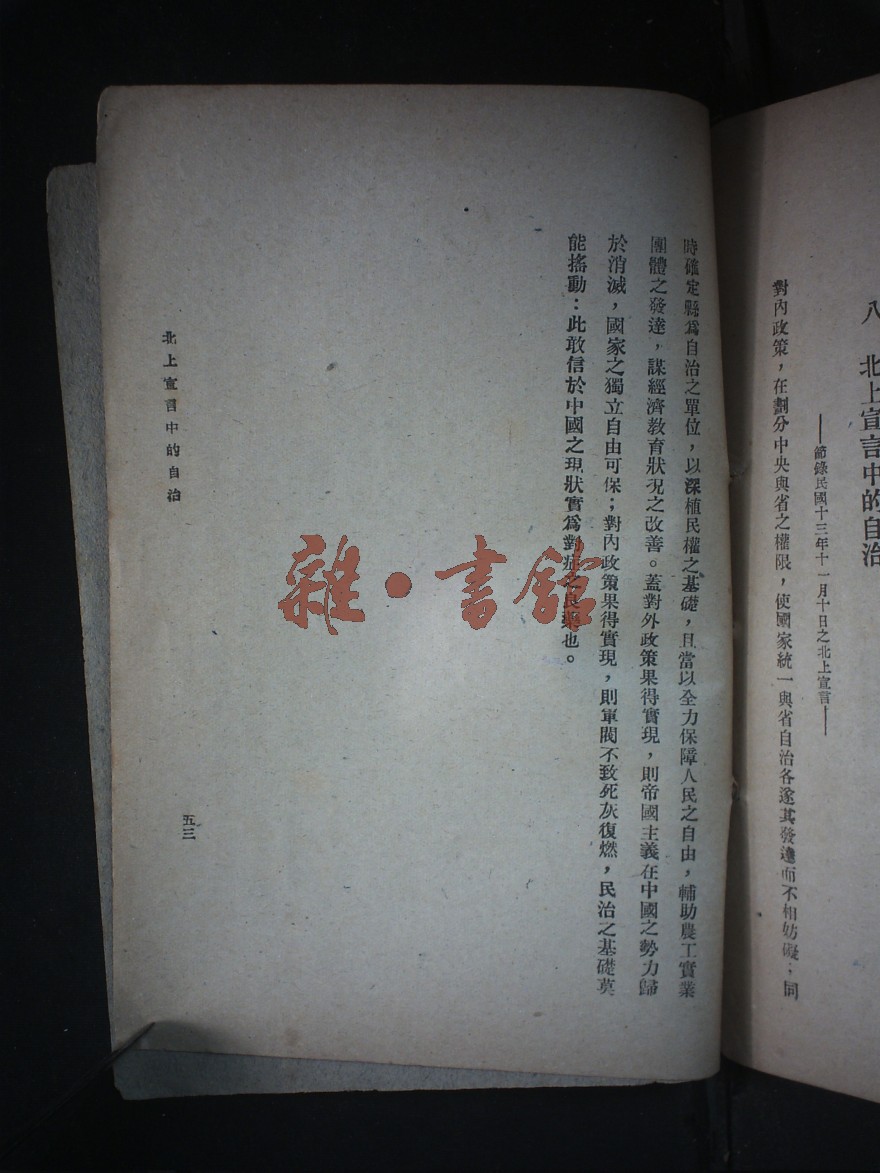 八 北上宣言中的自治
——節錄民國十三年十一月十日之北上宣言——
對內政策，在劃分中央與省之權限，使國家統一與省自治各遂其發達而不相妨礙；同
時確定縣為自治之單位，以深植民權之基礎，且當以全力保障人民之自由，輔助農工實業
團體之發達，謀經濟教育狀況之改善。蓋對外政策果得實現，則帝國主義在中國之勢力歸
於消滅，國家之獨立自由可保；對內政策果得實現，則軍閥不致死灰復燃，民治之基礎莫
能搖動：此敢信於中國之現狀實為對症之良藥也。
北上宣言中的自治
五三
雜·書館